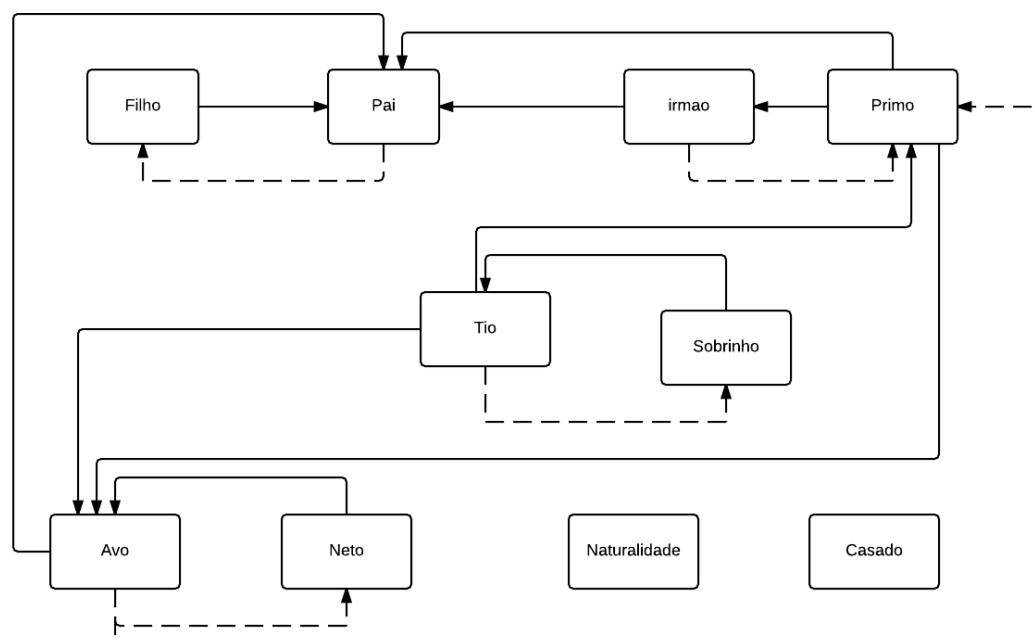 Filho
Pai
irmao
Primo
Tio
Sobrinho
Avo
Neto
Naturalidade
Casado